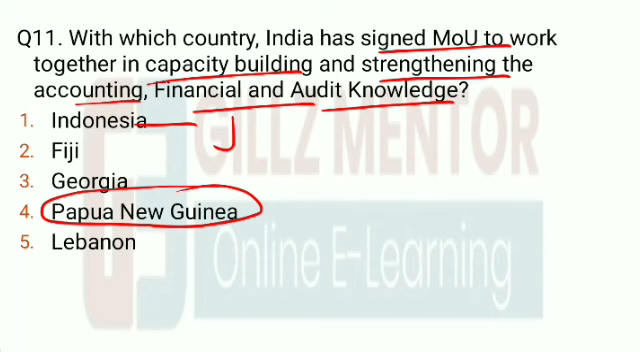 Q11. With which country, India has signed MoU to work
together in capacity building and strengthening the
accounting, Financial and Audit Knowledge?
1. Indonesia
2. Fiji
3. Georgia
4. Papua New Guinea
5. Lebanon
GILLZ MENTOR
Online E-Learning